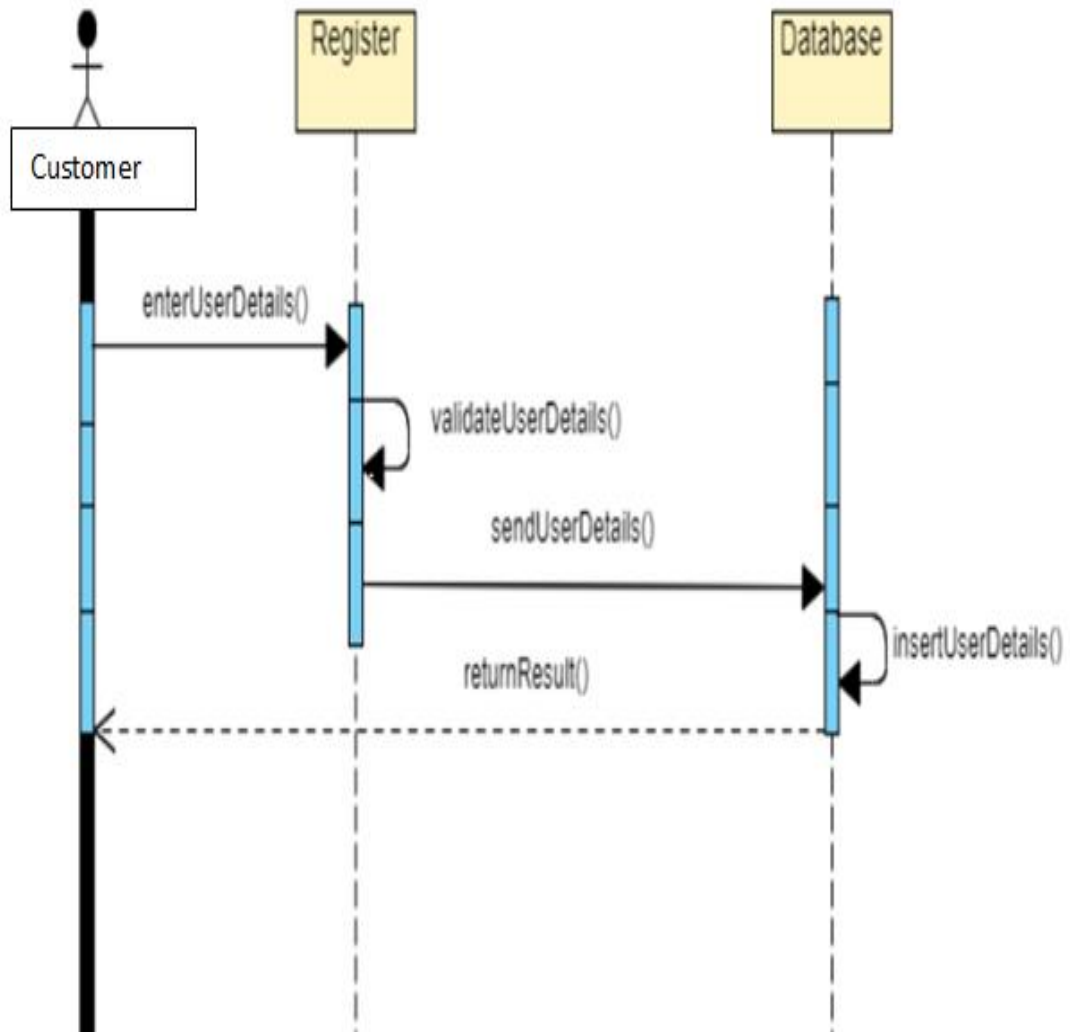 Register
Database
Customer
enterUserDetails()
validateUserDetails()
sendUserDetails()
insertUserDetails()
returnResult()